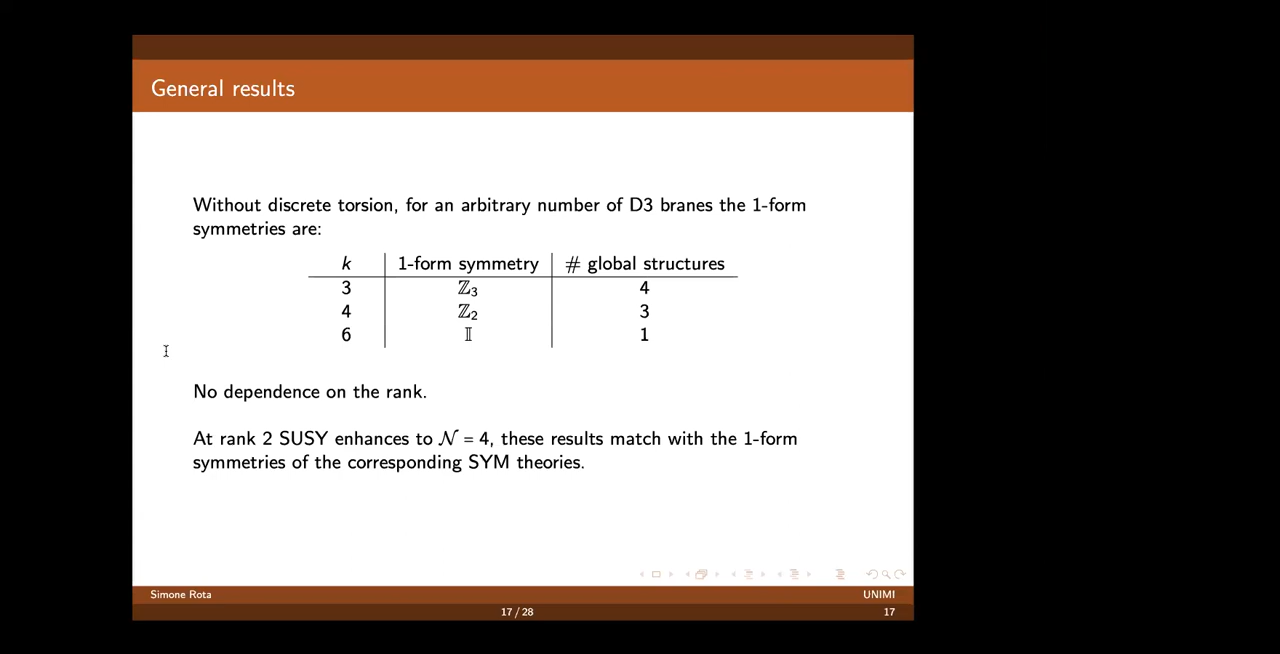 General results
Without discrete torsion, for an arbitrary number of D3 branes the 1-form
symmetries are:
k 1-form symmetry # global structures
3 ℤ₃ 4
4 ℤ₂ 3
6 𝕀 1
No dependence on the rank.
At rank 2 SUSY enhances to 𝒩 = 4, these results match with the 1-form
symmetries of the corresponding SYM theories.
Simone Rota UNIMI
17 / 28 17